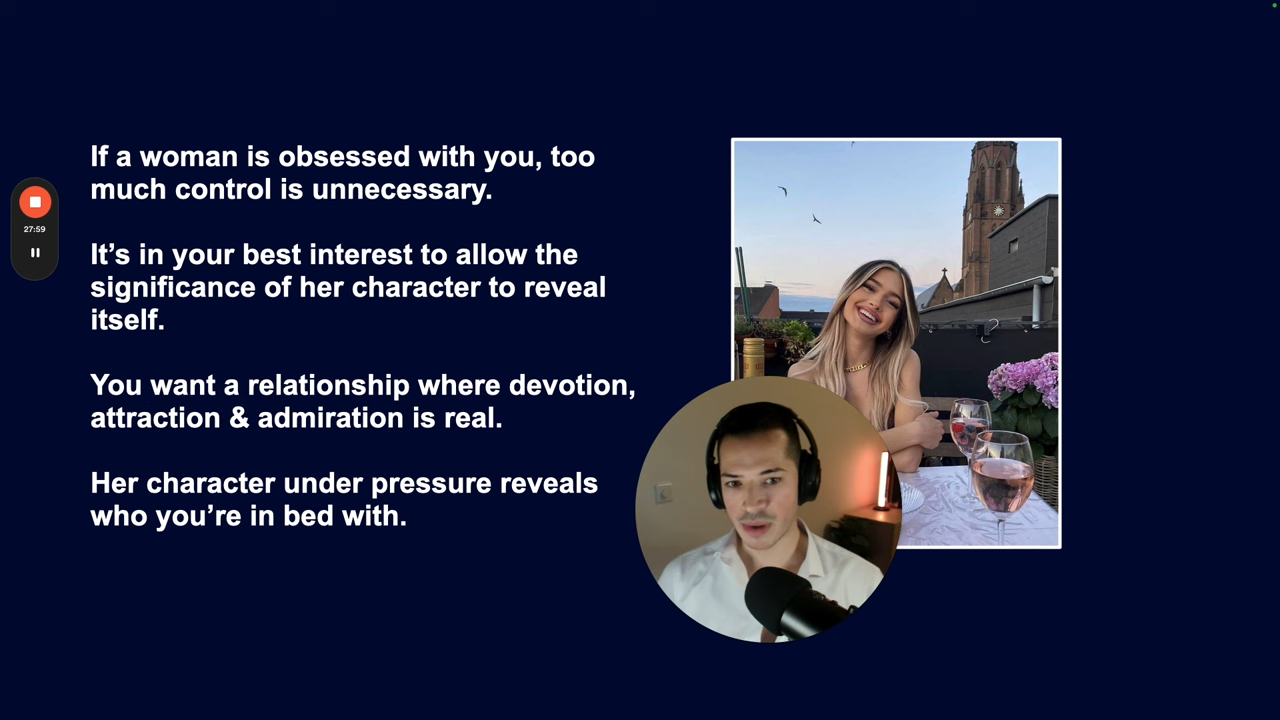 If a woman is obsessed with you, too
much control is unnecessary.
It’s in your best interest to allow the
significance of her character to reveal
itself.
You want a relationship where devotion,
attraction & admiration is real.
Her character under pressure reveals
who you’re in bed with.
27:59